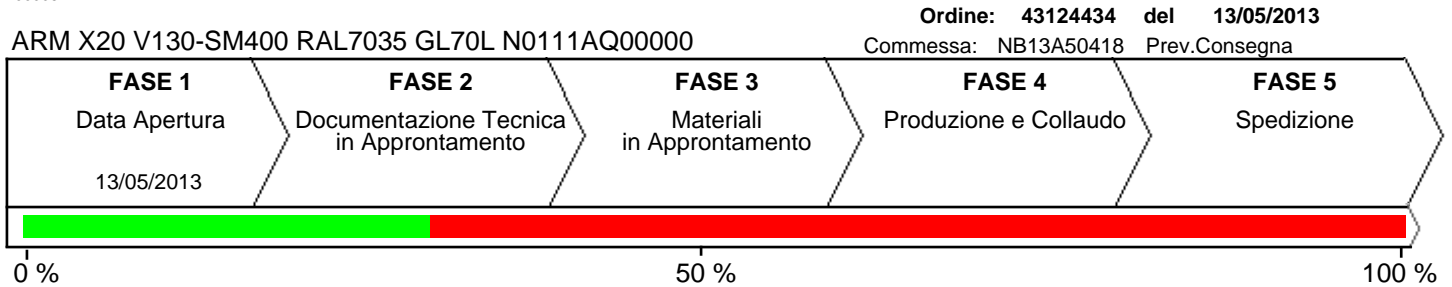 Ordine: 43124434 del 13/05/2013
ARM X20 V130-SM400 RAL7035 GL70L N0111AQ00000
Commessa: NB13A50418 Prev.Consegna
FASE 1
Data Apertura
13/05/2013
FASE 2
Documentazione Tecnica
in Approntamento
FASE 3
Materiali
in Approntamento
FASE 4
Produzione e Collaudo
FASE 5
Spedizione
0 %
50 %
100 %